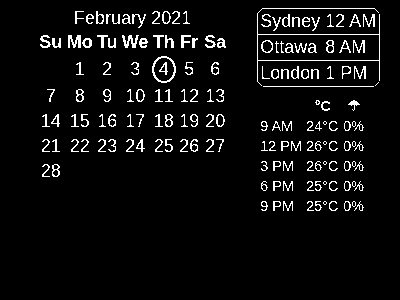 February 2021
Su Mo Tu We Th Fr Sa
1 2 3 4 5 6
7 8 9 10 11 12 13
14 15 16 17 18 19 20
21 22 23 24 25 26 27
28
Sydney 12 AM
Ottawa 8 AM
London 1 PM
°C ☂
9 AM 24°C 0%
12 PM 26°C 0%
3 PM 26°C 0%
6 PM 25°C 0%
9 PM 25°C 0%